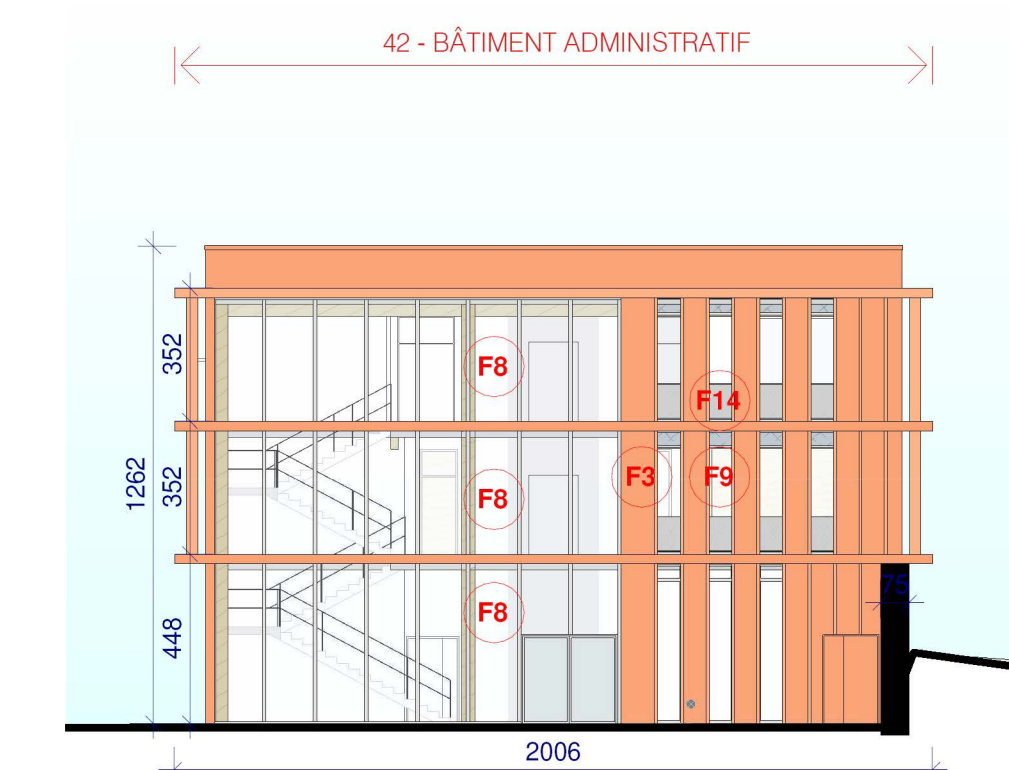 42 - BÂTIMENT ADMINISTRATIF
352
F8
F14
1262
352
F8
F3
F9
448
F8
75
2006